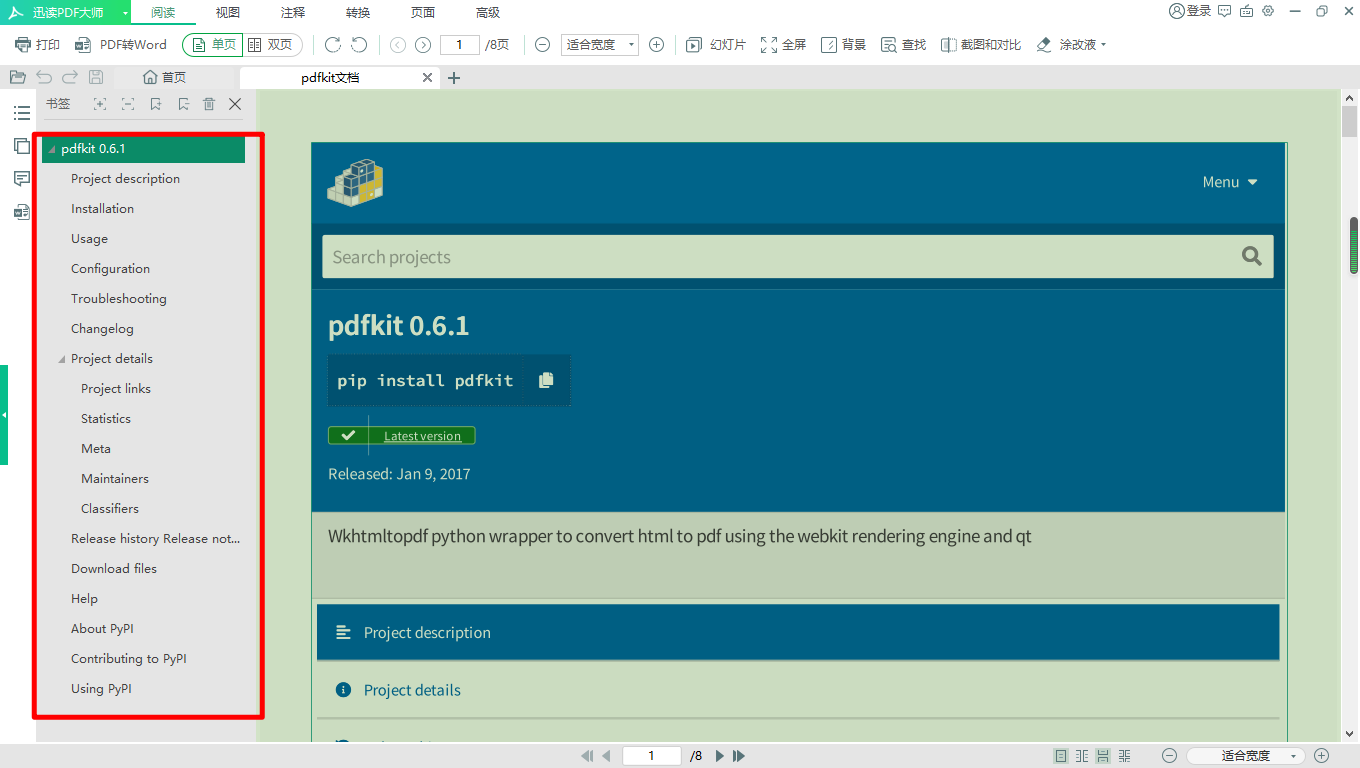 迅读PDF大师
阅读 视图 注释 转换 页面 高级
登录
打印 PDF转Word 单页 双页 1 /8页 适合宽度 幻灯片 全屏 背景 查找 截图和对比 涂改液
首页 pdfkit文档
书签
pdfkit 0.6.1
Project description
Installation
Usage
Configuration
Troubleshooting
Changelog
Project details
Project links
Statistics
Meta
Maintainers
Classifiers
Release history Release not...
Download files
Help
About PyPI
Contributing to PyPI
Using PyPI
Menu
Search projects
pdfkit 0.6.1
pip install pdfkit
Latest version
Released: Jan 9, 2017
Wkhtmltopdf python wrapper to convert html to pdf using the webkit rendering engine and qt
Project description
Project details
1 /8 适合宽度